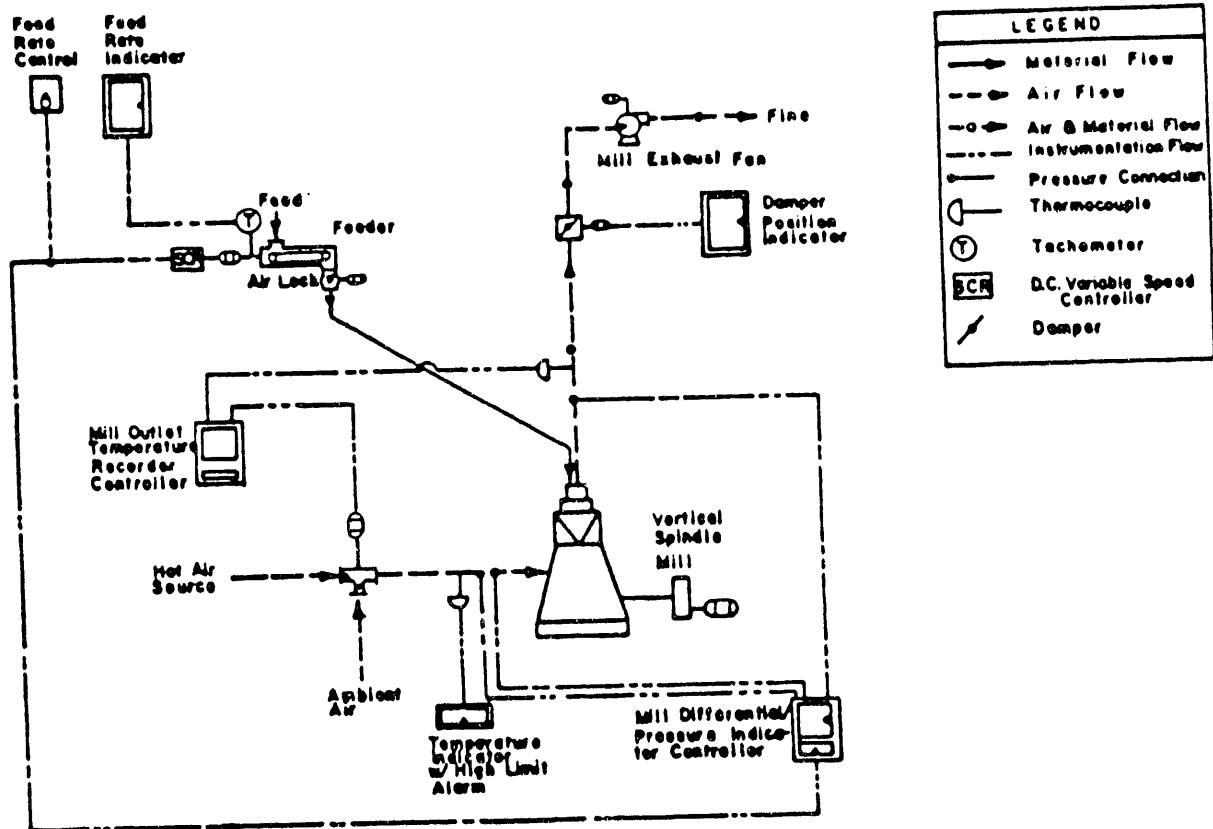 Feed
Rate
Control
Feed
Rate
Indicator
Feed
Feeder
Air Lock
T
SCR
Fine
Mill Exhaust Fan
Damper
Position
Indicator
Mill Outlet
Temperature
Recorder
Controller
Hot Air
Source
Ambient
Air
Vertical
Spindle
Mill
Temperature
Indicator
w/ High Limit
Alarm
Mill Differential
Pressure Indica-
tor Controller
LEGEND
Material Flow
Air Flow
Air & Material Flow
Instrumentation Flow
Pressure Connection
Thermocouple
T Tachometer
SCR D.C. Variable Speed
Controller
Damper